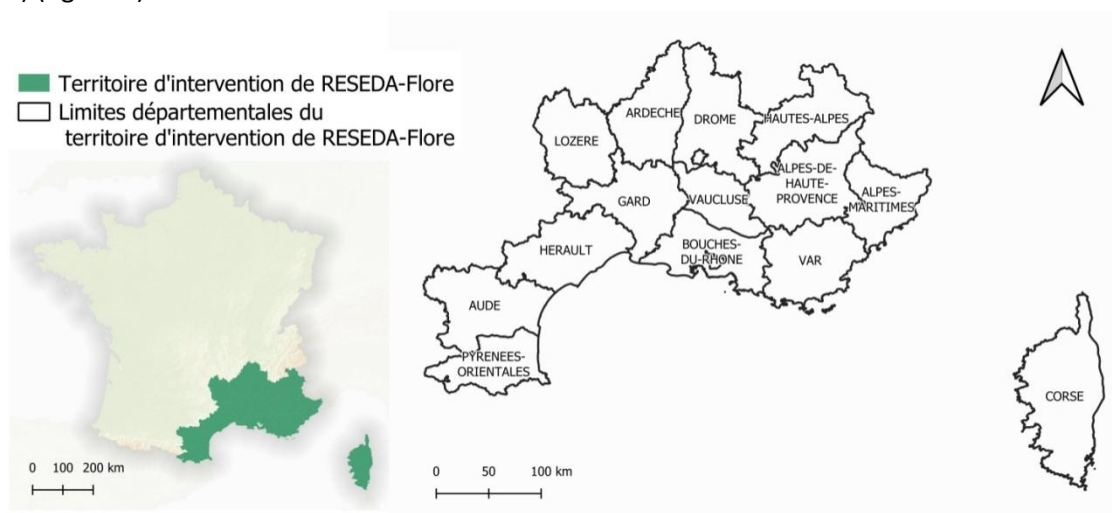 Territoire d'intervention de RESEDA-Flore
Limites départementales du
territoire d'intervention de RESEDA-Flore
0 100 200 km
ARDECHE
DROME
HAUTES-ALPES
LOZERE
ALPES-DE-
HAUTE-
PROVENCE
ALPES-
MARITIMES
GARD
VAUCLUSE
HERAULT
BOUCHES-
DU-RHONE
VAR
AUDE
PYRENEES-
ORIENTALES
CORSE
0 50 100 km